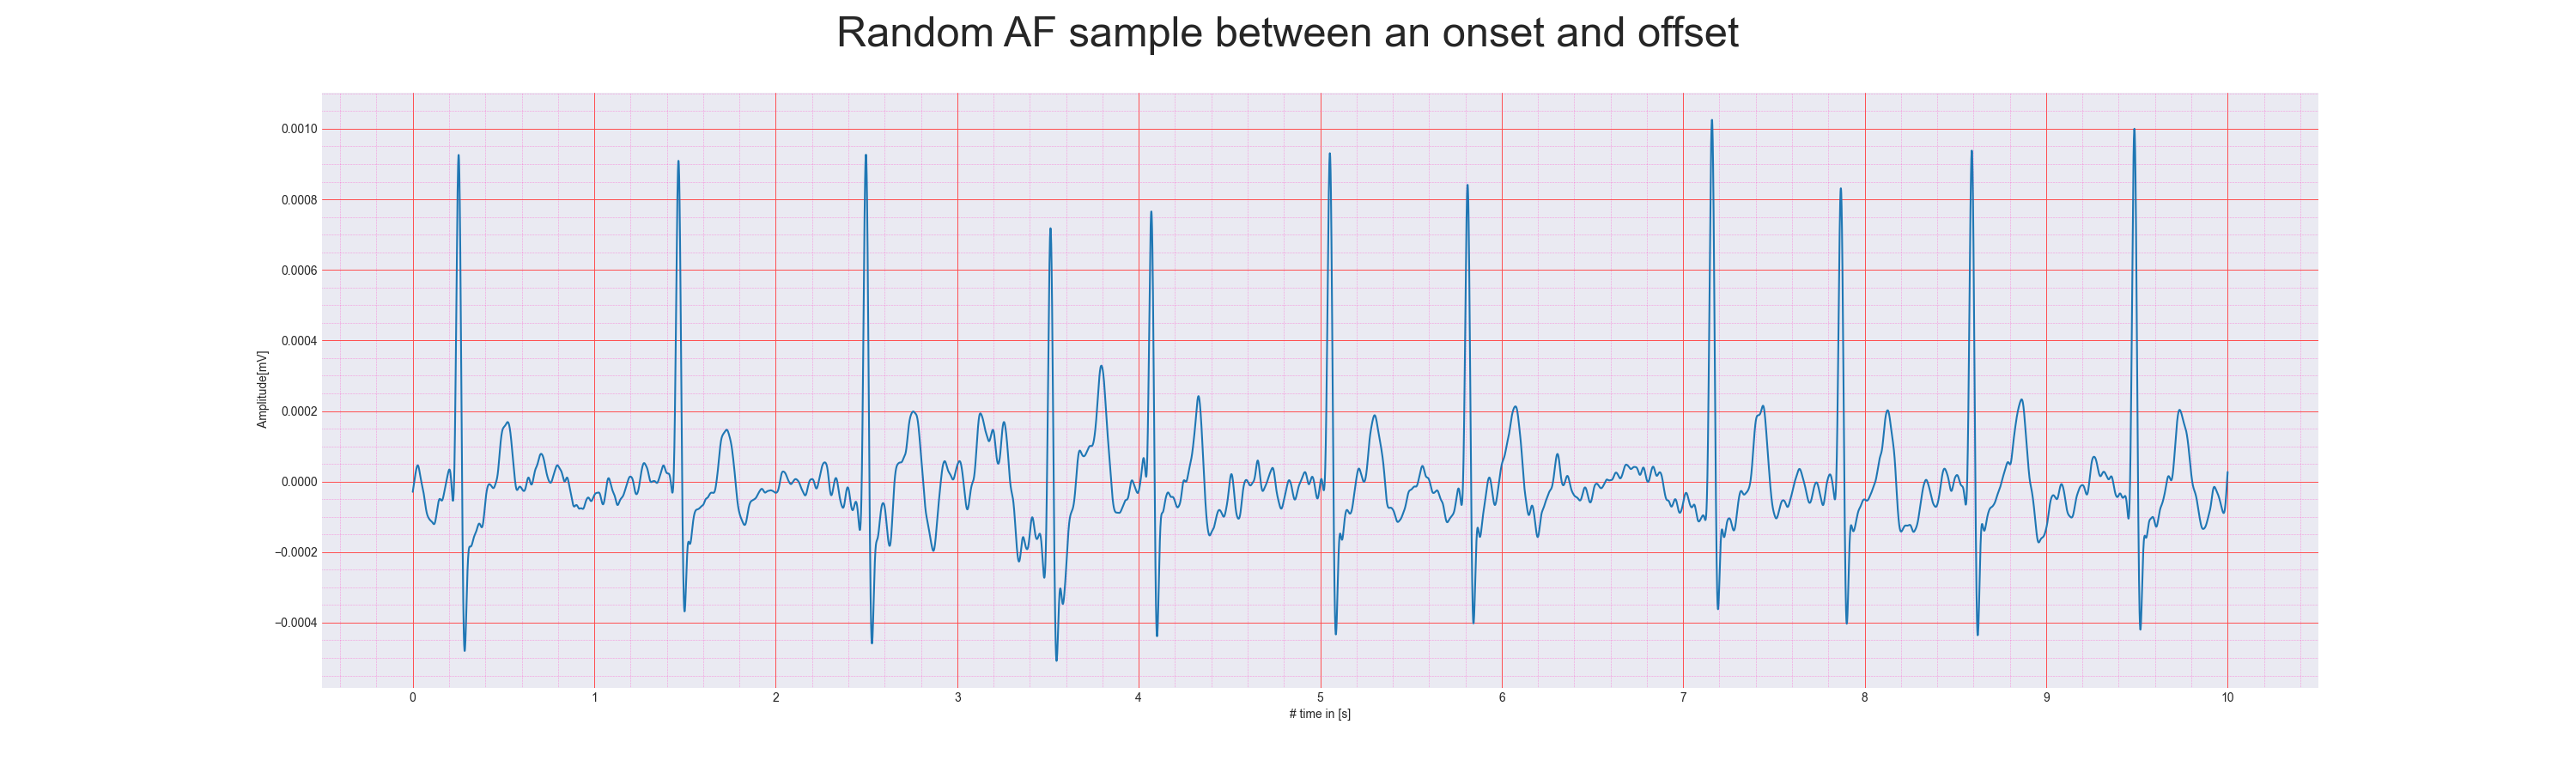 Random AF sample between an onset and offset
0.0010
0.0008
0.0006
0.0004
0.0002
0.0000
−0.0002
−0.0004
Amplitude[mV]
0 1 2 3 4 5 6 7 8 9 10
# time in [s]